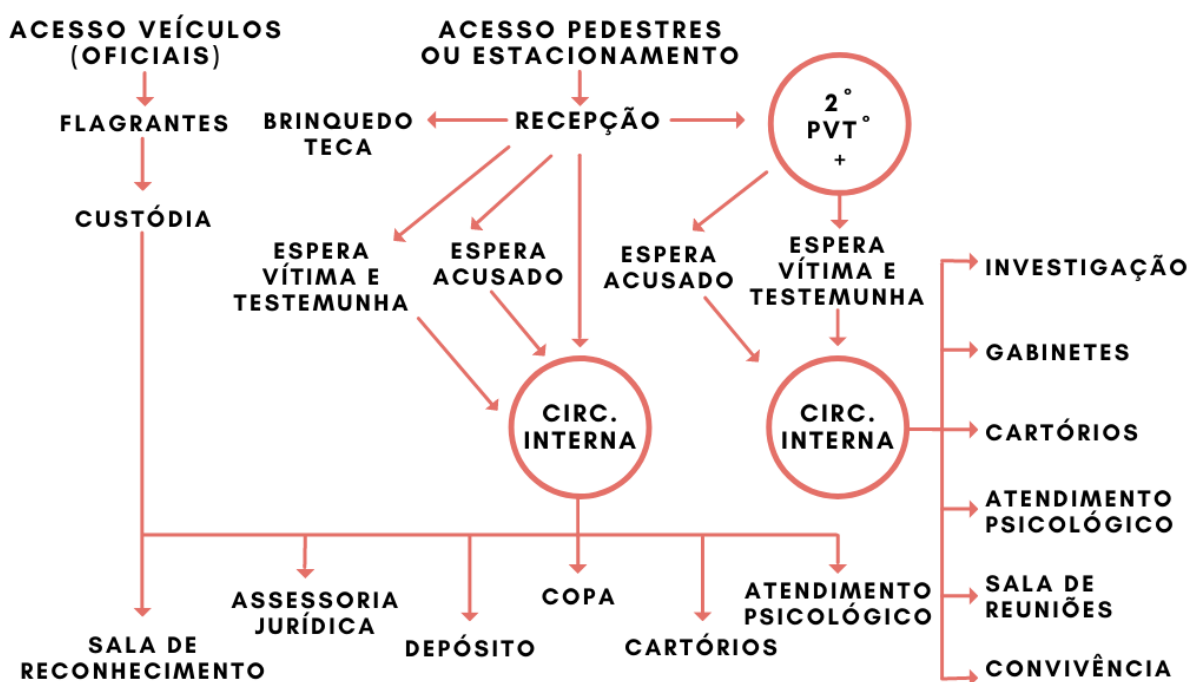 ACESSO VEÍCULOS
(OFICIAIS)
ACESSO PEDESTRES
OU ESTACIONAMENTO
FLAGRANTES
BRINQUEDO
TECA
RECEPÇÃO
2°
PVT°
+
CUSTÓDIA
ESPERA
VÍTIMA E
TESTEMUNHA
ESPERA
ACUSADO
ESPERA
ACUSADO
ESPERA
VÍTIMA E
TESTEMUNHA
CIRC.
INTERNA
CIRC.
INTERNA
INVESTIGAÇÃO
GABINETES
CARTÓRIOS
ATENDIMENTO
PSICOLÓGICO
SALA DE
REUNIÕES
CONVIVÊNCIA
SALA DE
RECONHECIMENTO
ASSESSORIA
JURÍDICA
DEPÓSITO
COPA
CARTÓRIOS
ATENDIMENTO
PSICOLÓGICO